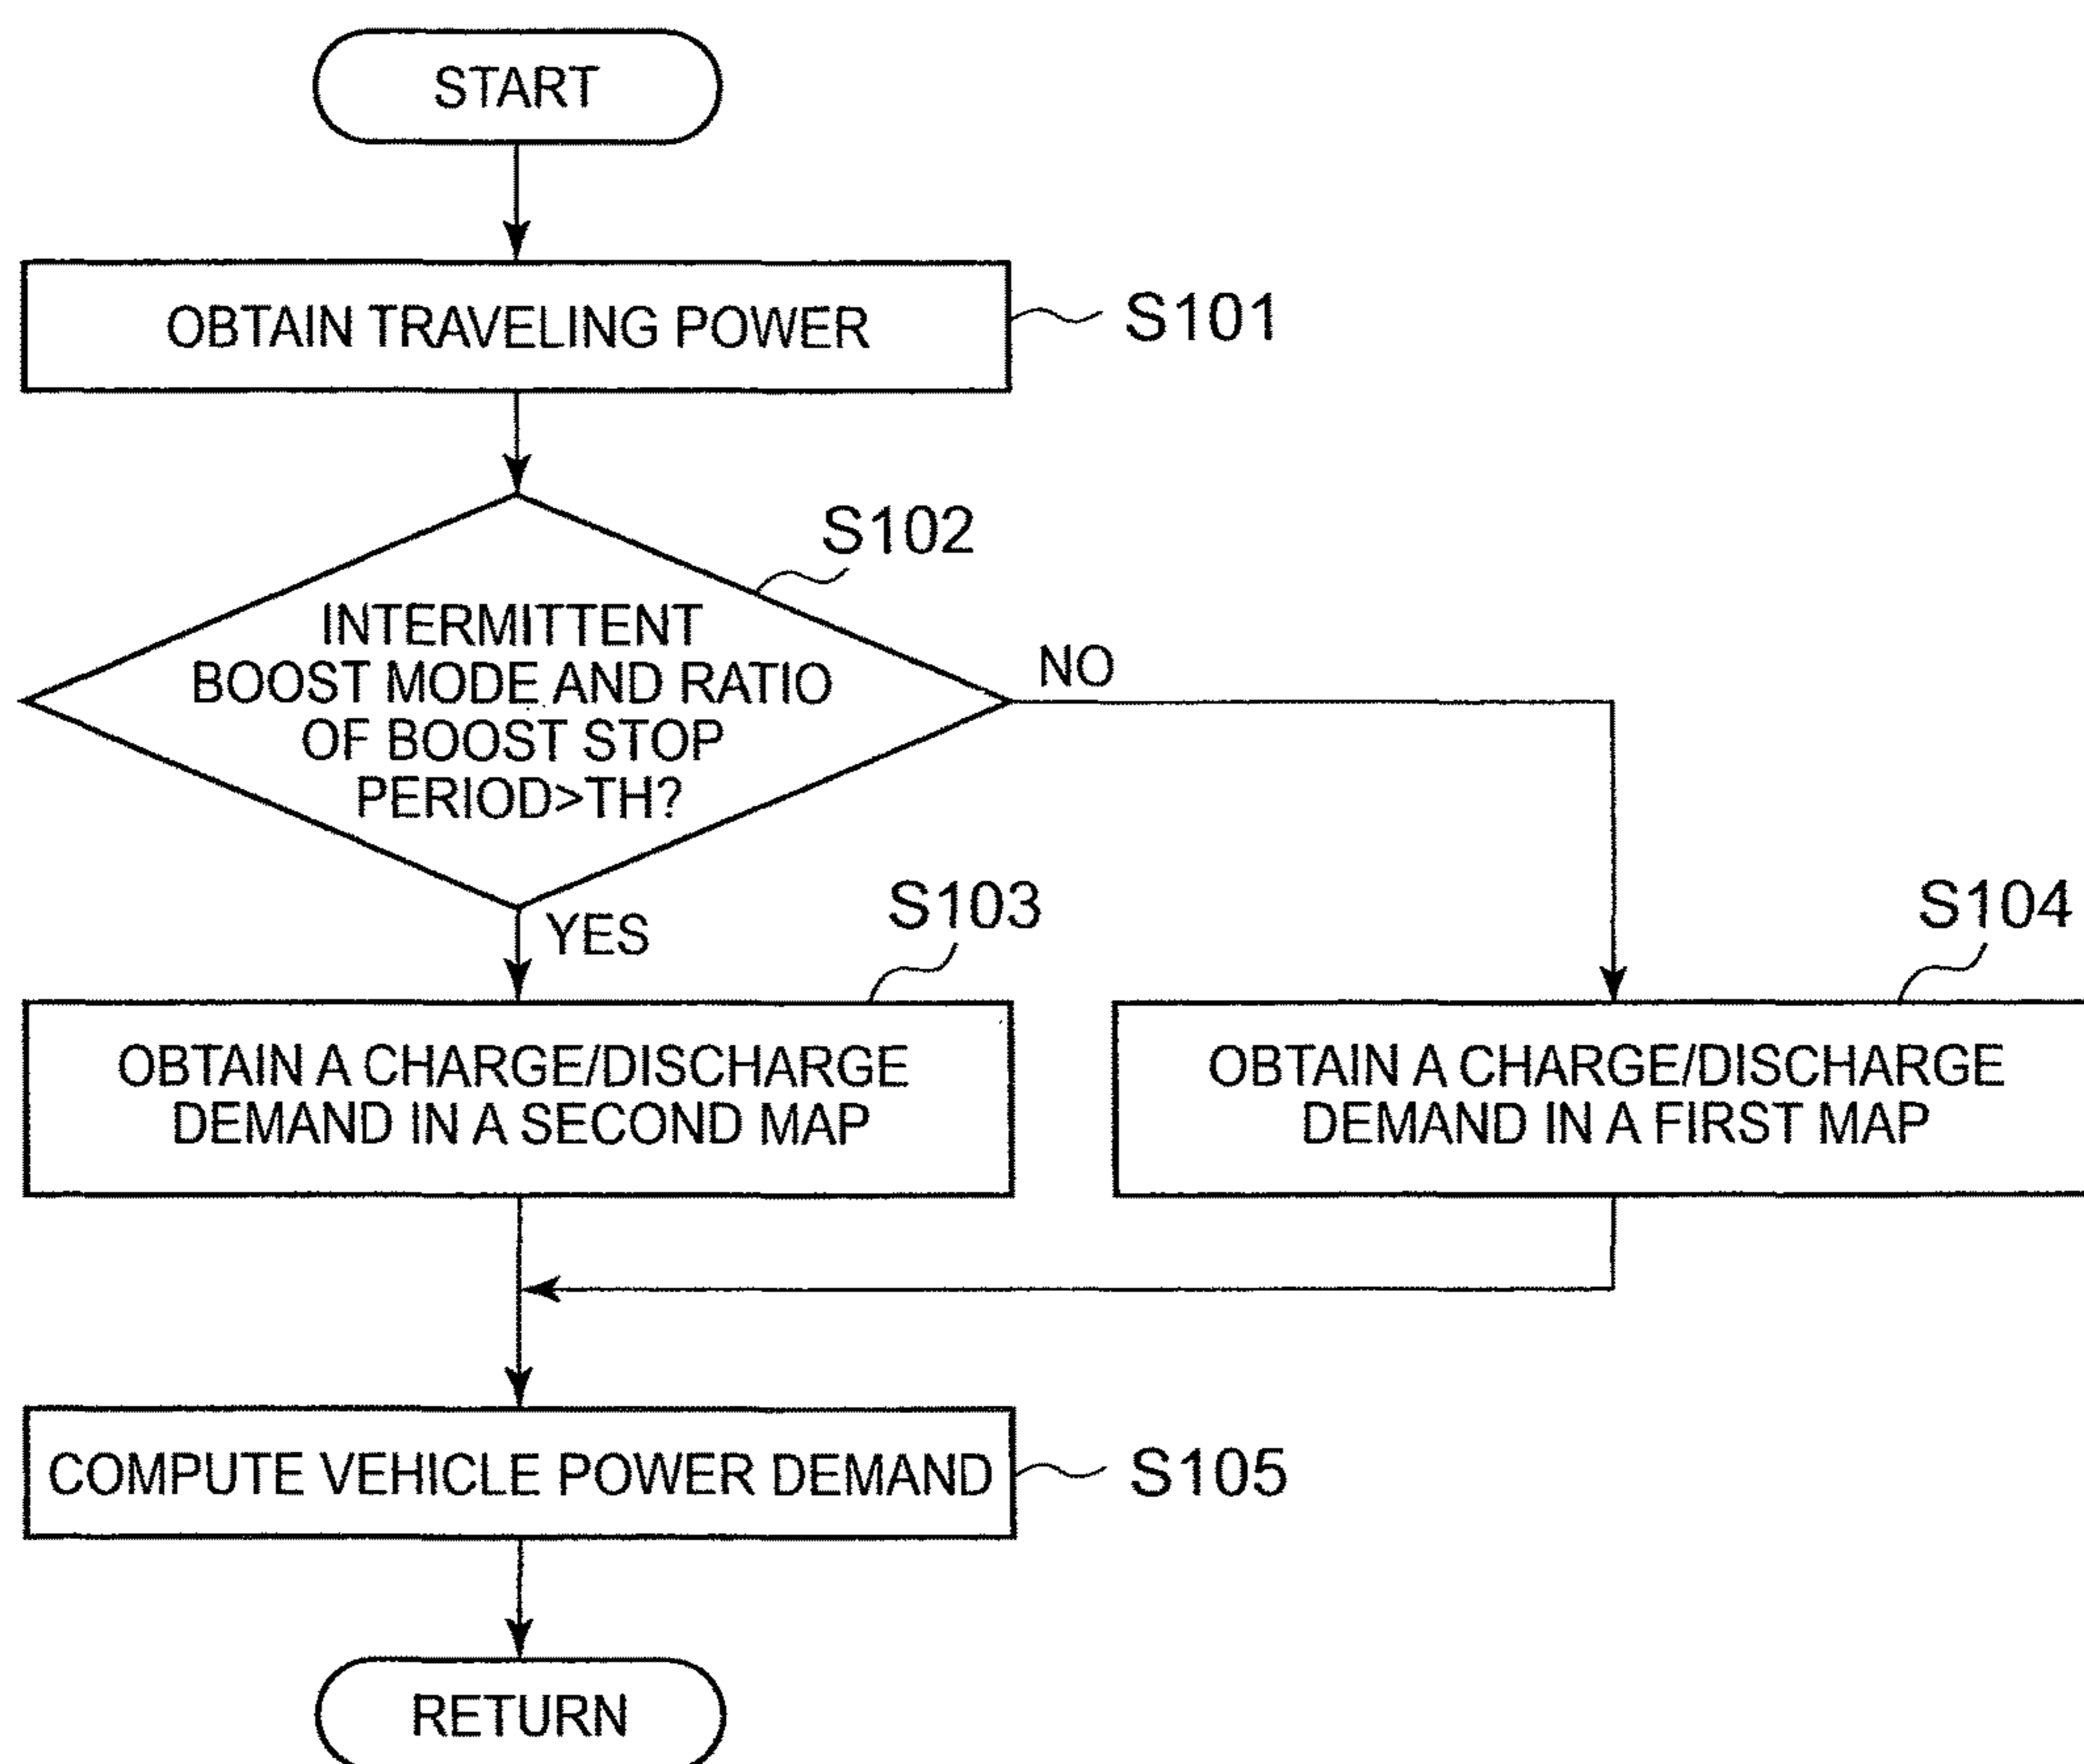 START
OBTAIN TRAVELING POWER
S101
S102
INTERMITTENT
BOOST MODE AND RATIO
OF BOOST STOP
PERIOD>TH?
NO
YES
S103
S104
OBTAIN A CHARGE/DISCHARGE
DEMAND IN A SECOND MAP
OBTAIN A CHARGE/DISCHARGE
DEMAND IN A FIRST MAP
COMPUTE VEHICLE POWER DEMAND
S105
RETURN